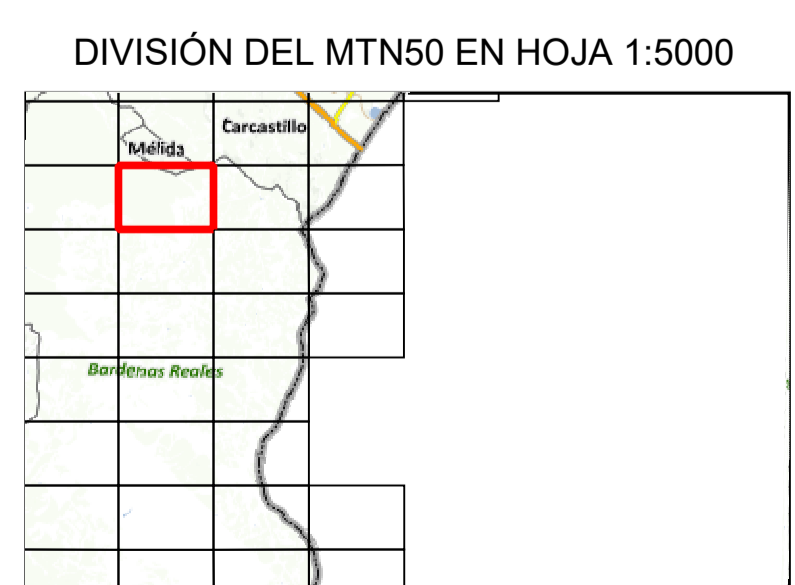 DIVISIÓN DEL MTN50 EN HOJA 1:5000
Carcastillo
Mélida
Bardenas Reales